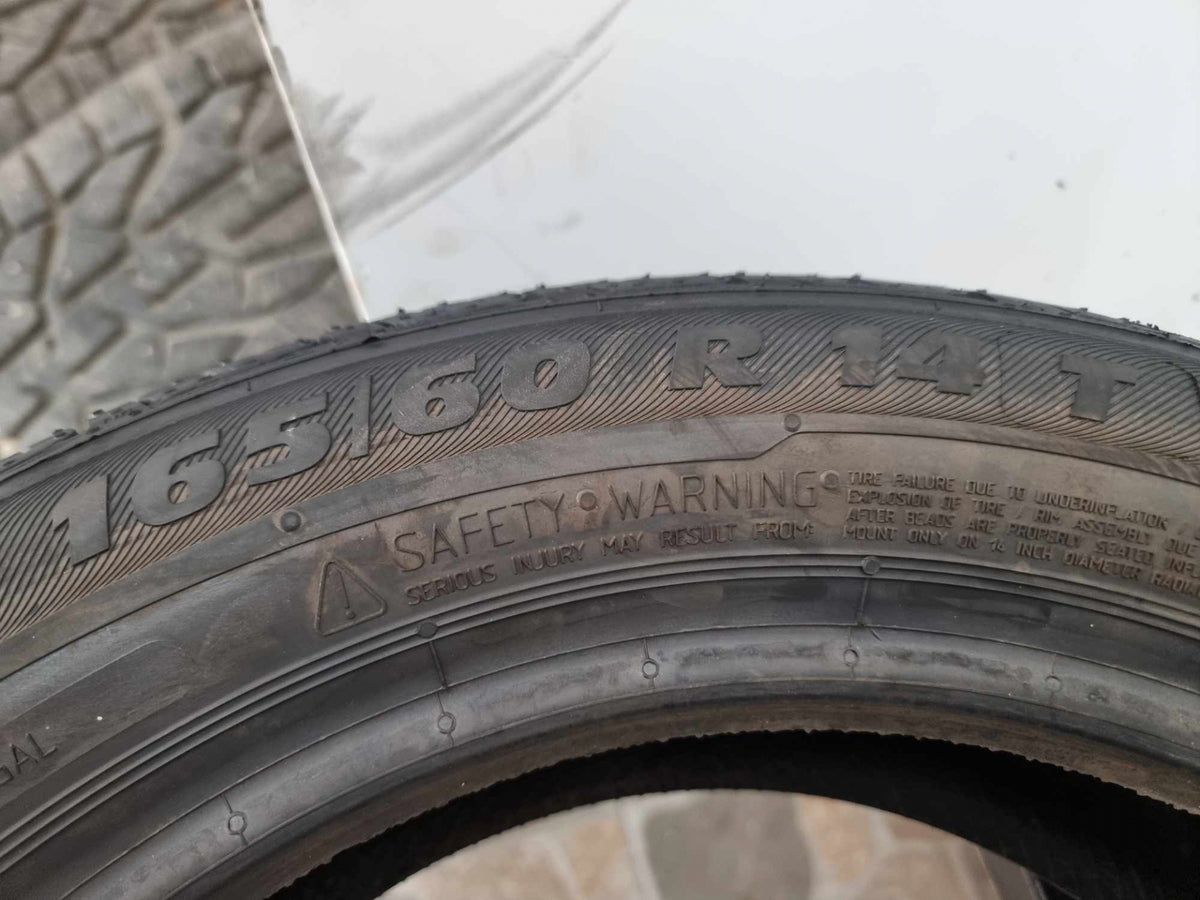 165/60 R 14 T
SAFETY WARNING
SERIOUS INJURY MAY RESULT FROM:
TIRE FAILURE DUE TO UNDERINFLATION /
EXPLOSION OF TIRE / RIM ASSEMBLY
AFTER BEADS ARE PROPERLY SEATED
MOUNT ONLY ON 14 INCH DIAMETER